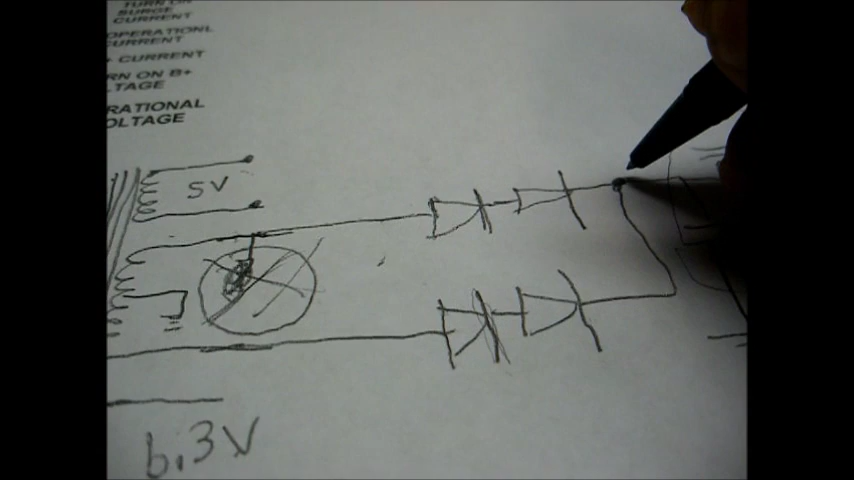 TURN ON
SURGE
CURRENT
OPERATIONL
CURRENT
+ CURRENT
RN ON B+
LTAGE
RATIONAL
OLTAGE
5V
6.3V